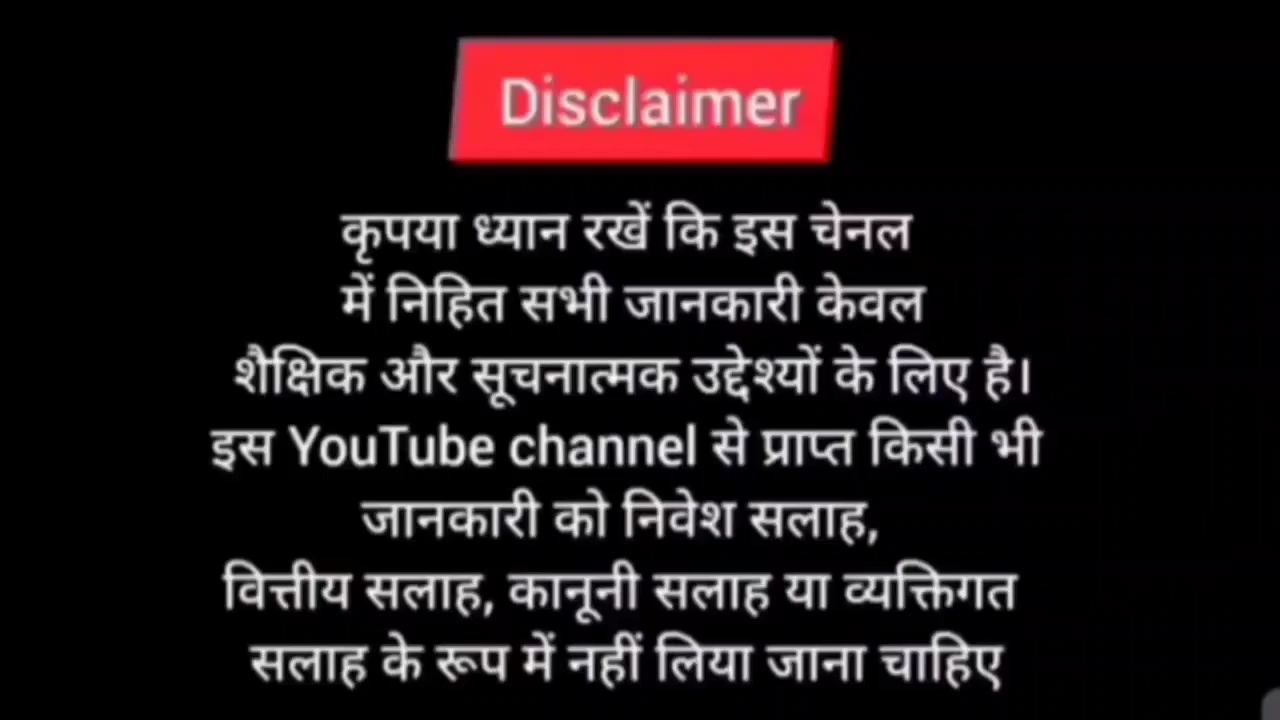 Disclaimer
कृपया ध्यान रखें कि इस चेनल
में निहित सभी जानकारी केवल
शैक्षिक और सूचनात्मक उद्देश्यों के लिए है।
इस YouTube channel से प्राप्त किसी भी
जानकारी को निवेश सलाह,
वित्तीय सलाह, कानूनी सलाह या व्यक्तिगत
सलाह के रूप में नहीं लिया जाना चाहिए